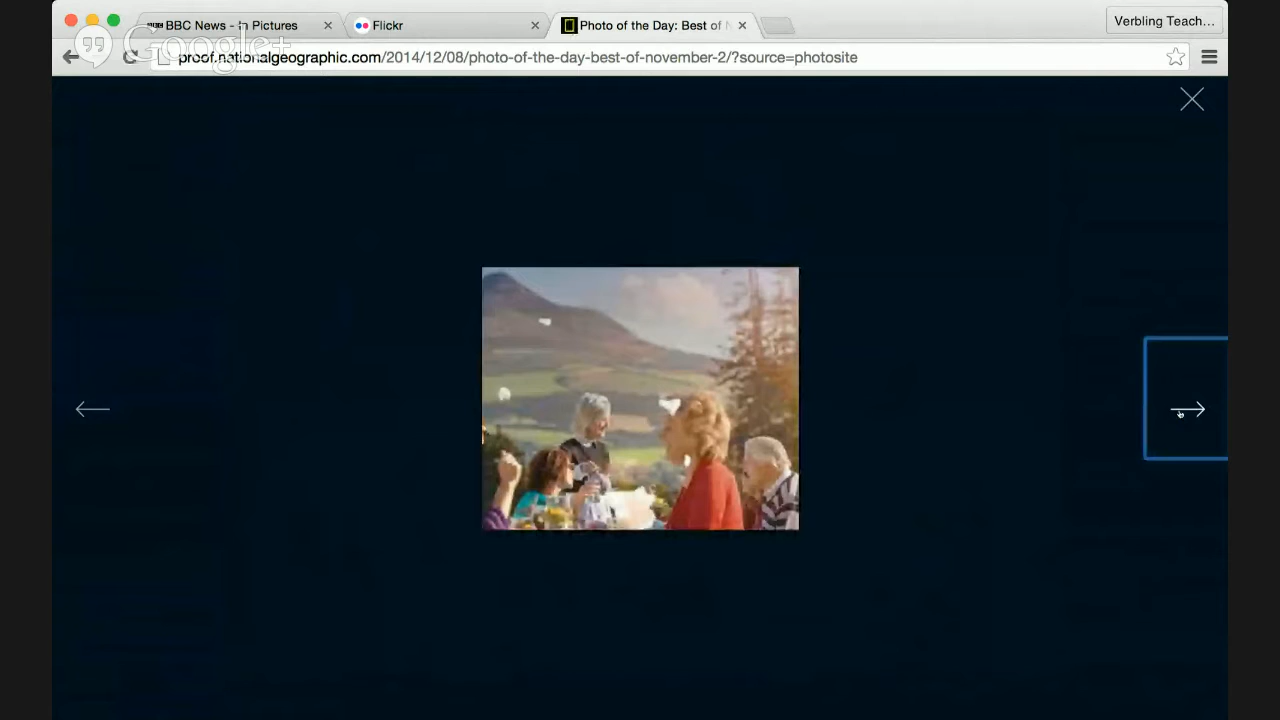 BBC News - In Pictures
Flickr
Photo of the Day: Best of N
Verbling Teach...
Google+
proof.nationalgeographic.com/2014/12/08/photo-of-the-day-best-of-november-2/?source=photosite